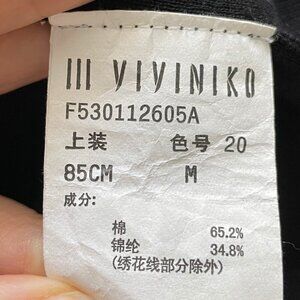 III VIVINIKO
F530112605A
上装 色号 20
85CM M
成分:
棉 65.2%
锦纶 34.8%
(绣花线部分除外)